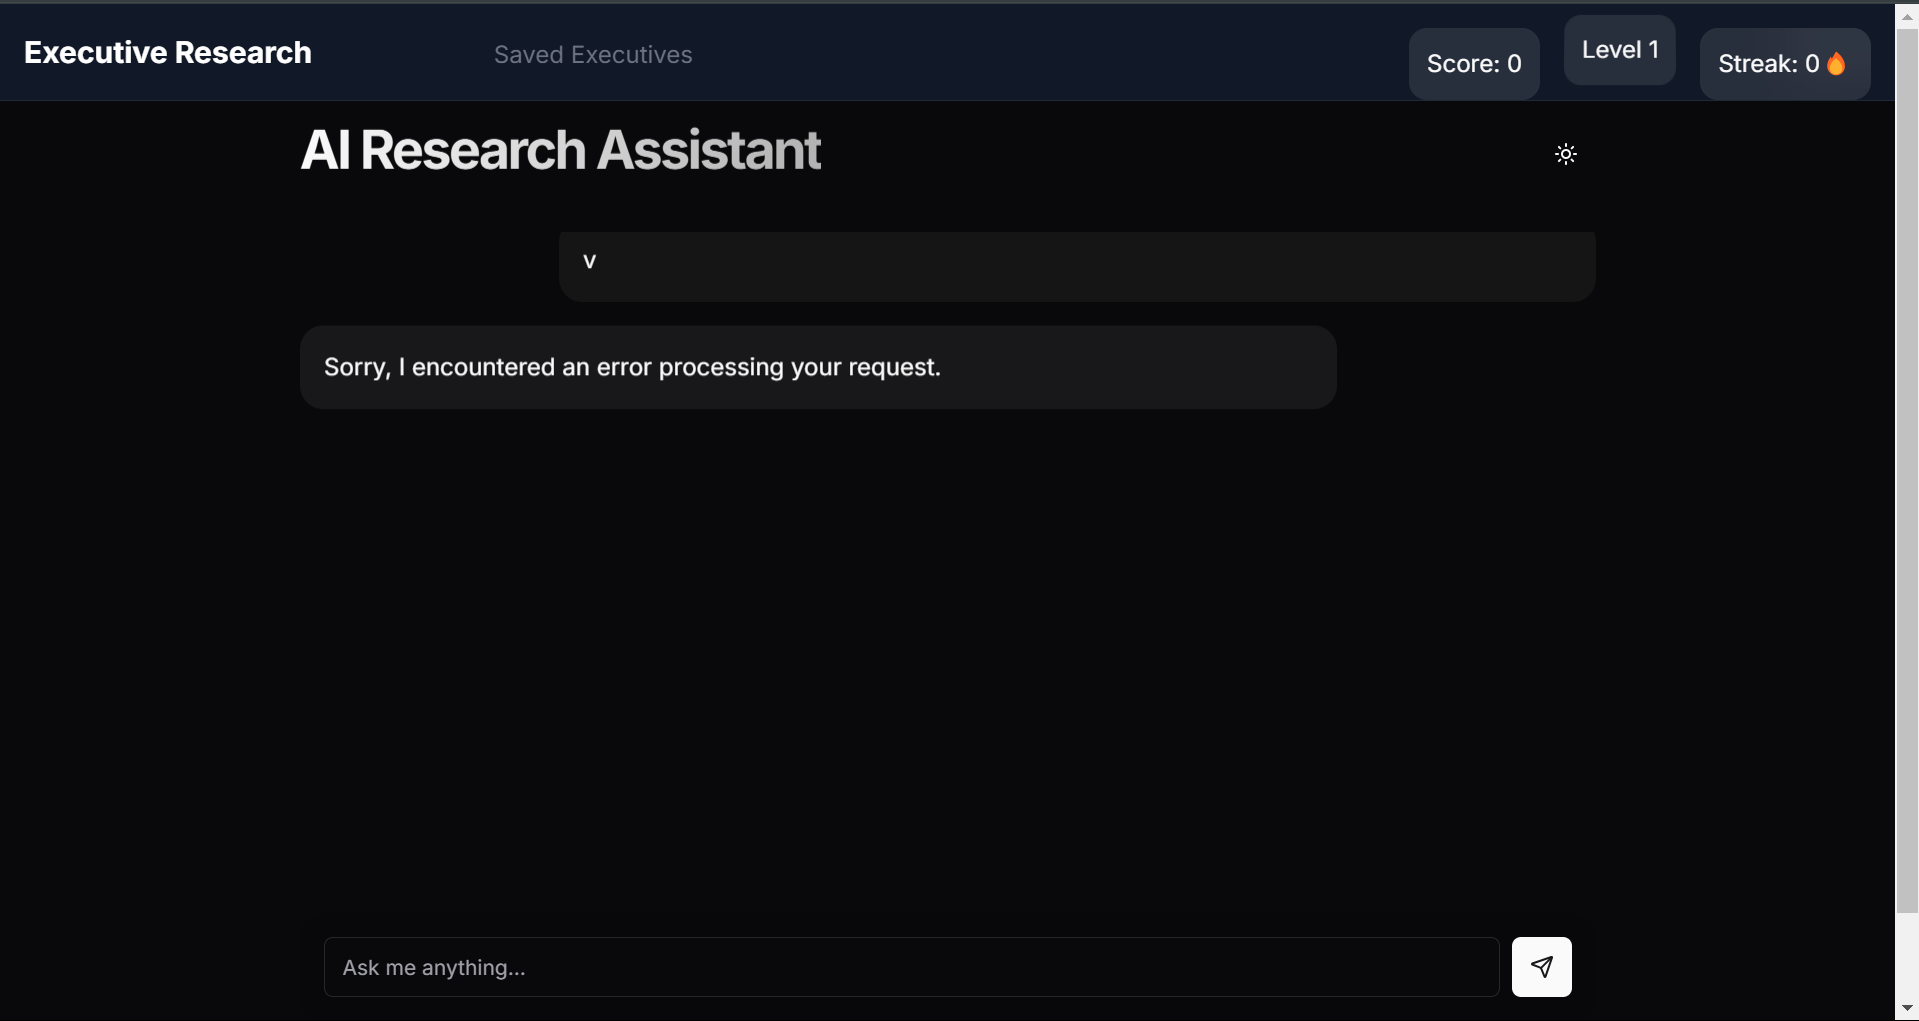 Executive Research
Saved Executives
Score: 0
Level 1
Streak: 0🔥
AI Research Assistant
v
Sorry, I encountered an error processing your request.
Ask me anything...